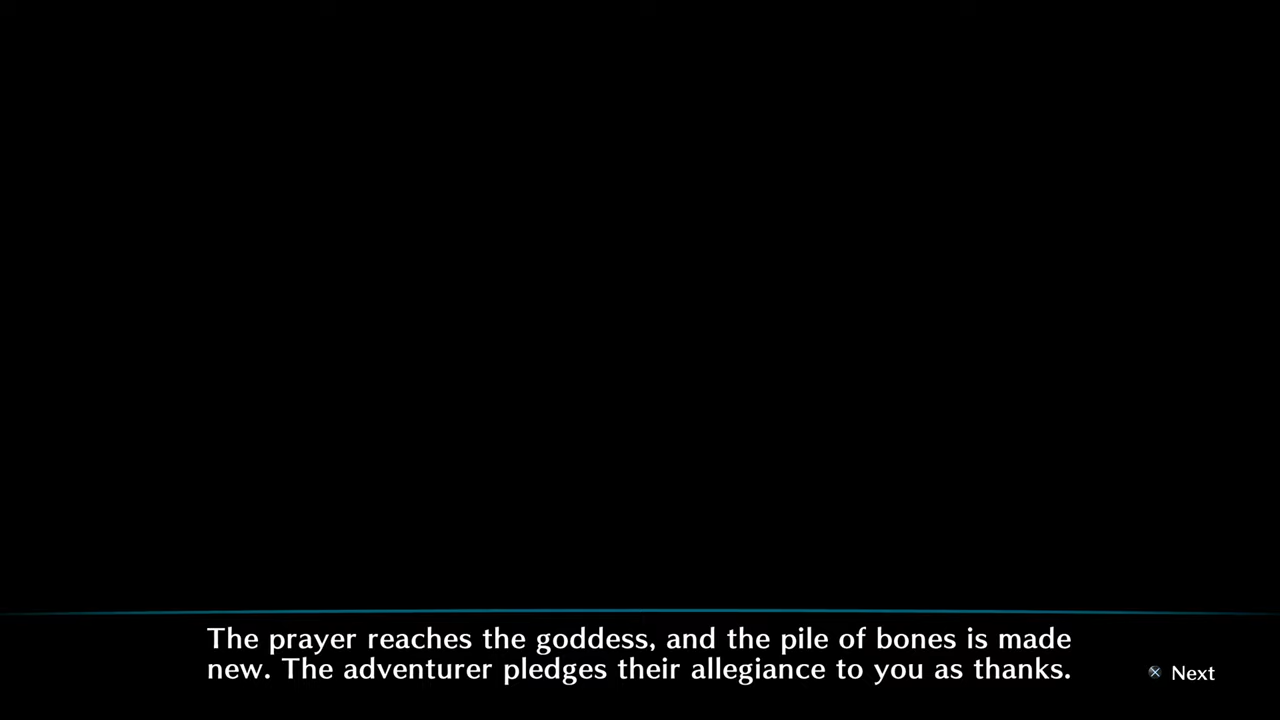 The prayer reaches the goddess, and the pile of bones is made
new. The adventurer pledges their allegiance to you as thanks.
Next